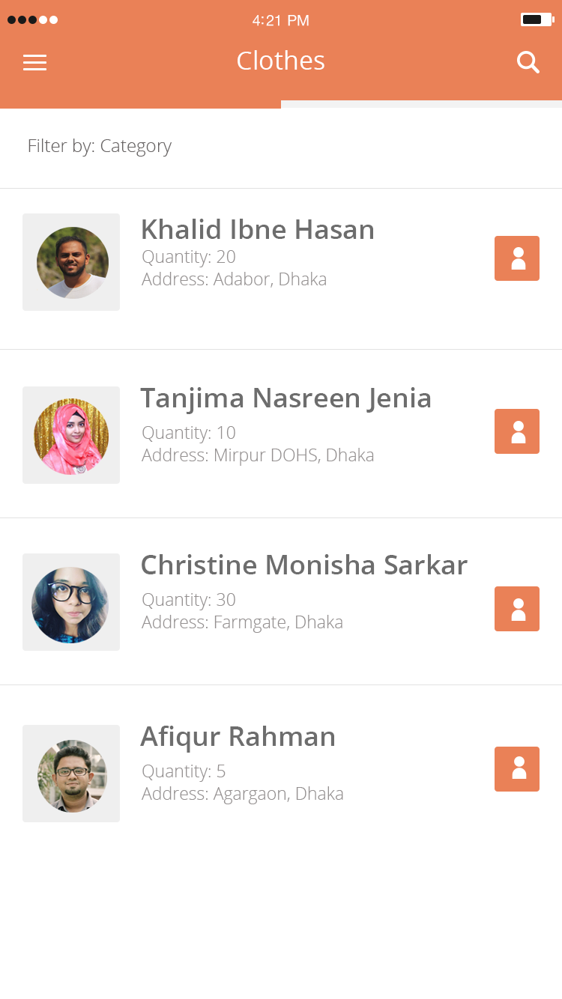 4:21 PM
Clothes
Filter by: Category
Khalid Ibne Hasan
Quantity: 20
Address: Adabor, Dhaka
Tanjima Nasreen Jenia
Quantity: 10
Address: Mirpur DOHS, Dhaka
Christine Monisha Sarkar
Quantity: 30
Address: Farmgate, Dhaka
Afiqur Rahman
Quantity: 5
Address: Agargaon, Dhaka